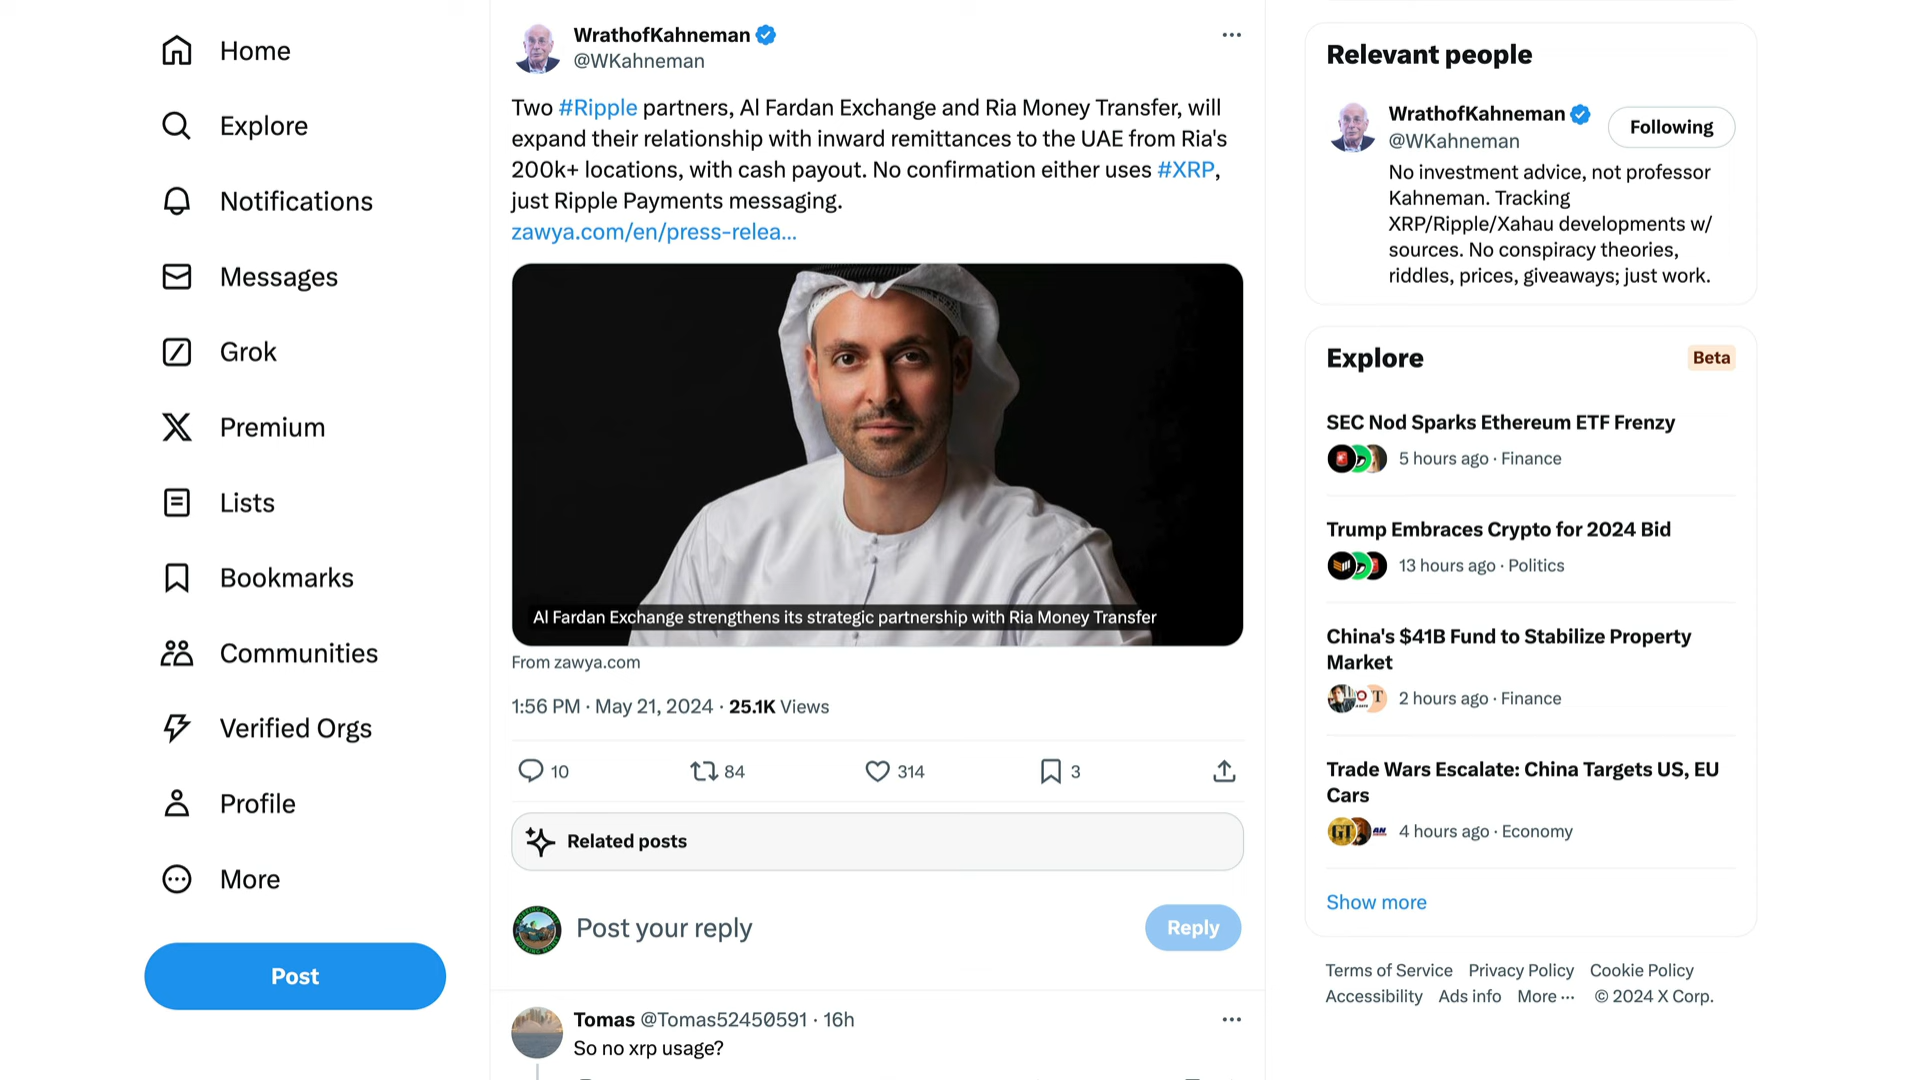 Home
Explore
Notifications
Messages
Grok
Premium
Lists
Bookmarks
Communities
Verified Orgs
Profile
More
Post
WrathofKahneman
@WKahneman
Two #Ripple partners, Al Fardan Exchange and Ria Money Transfer, will
expand their relationship with inward remittances to the UAE from Ria's
200k+ locations, with cash payout. No confirmation either uses #XRP,
just Ripple Payments messaging.
zawya.com/en/press-relea...
Al Fardan Exchange strengthens its strategic partnership with Ria Money Transfer
From zawya.com
1:56 PM · May 21, 2024 · 25.1K Views
10 84 314 3
Related posts
Post your reply
Reply
Tomas @Tomas52450591 · 16h
So no xrp usage?
Relevant people
WrathofKahneman
@WKahneman
Following
No investment advice, not professor
Kahneman. Tracking
XRP/Ripple/Xahau developments w/
sources. No conspiracy theories,
riddles, prices, giveaways; just work.
Explore
Beta
SEC Nod Sparks Ethereum ETF Frenzy
5 hours ago · Finance
Trump Embraces Crypto for 2024 Bid
13 hours ago · Politics
China's $41B Fund to Stabilize Property
Market
2 hours ago · Finance
Trade Wars Escalate: China Targets US, EU
Cars
4 hours ago · Economy
Show more
Terms of Service Privacy Policy Cookie Policy
Accessibility Ads info More ··· © 2024 X Corp.